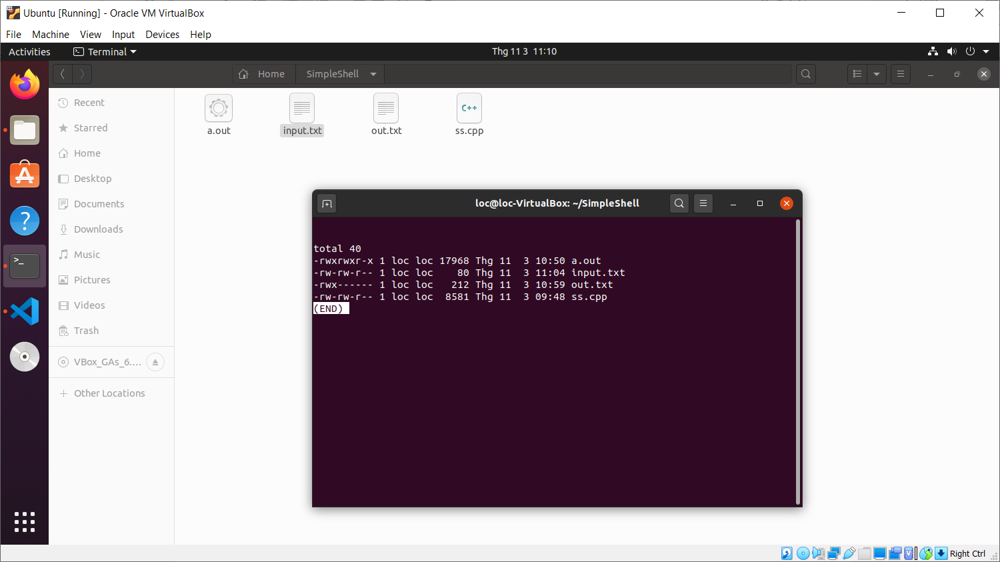 Ubuntu [Running] - Oracle VM VirtualBox
File Machine View Input Devices Help
Activities Terminal Thg 11 3 11:10
Home SimpleShell
Recent
Starred
Home
Desktop
Documents
Downloads
Music
Pictures
Videos
Trash
VBox_GAs_6....
Other Locations
a.out input.txt out.txt ss.cpp
C++
loc@loc-VirtualBox: ~/SimpleShell
total 40
-rwxrwxr-x 1 loc loc 17968 Thg 11  3 10:50 a.out
-rw-rw-r-- 1 loc loc    80 Thg 11  3 11:04 input.txt
-rwx------ 1 loc loc   212 Thg 11  3 10:59 out.txt
-rw-rw-r-- 1 loc loc  8581 Thg 11  3 09:48 ss.cpp
(END)
Right Ctrl